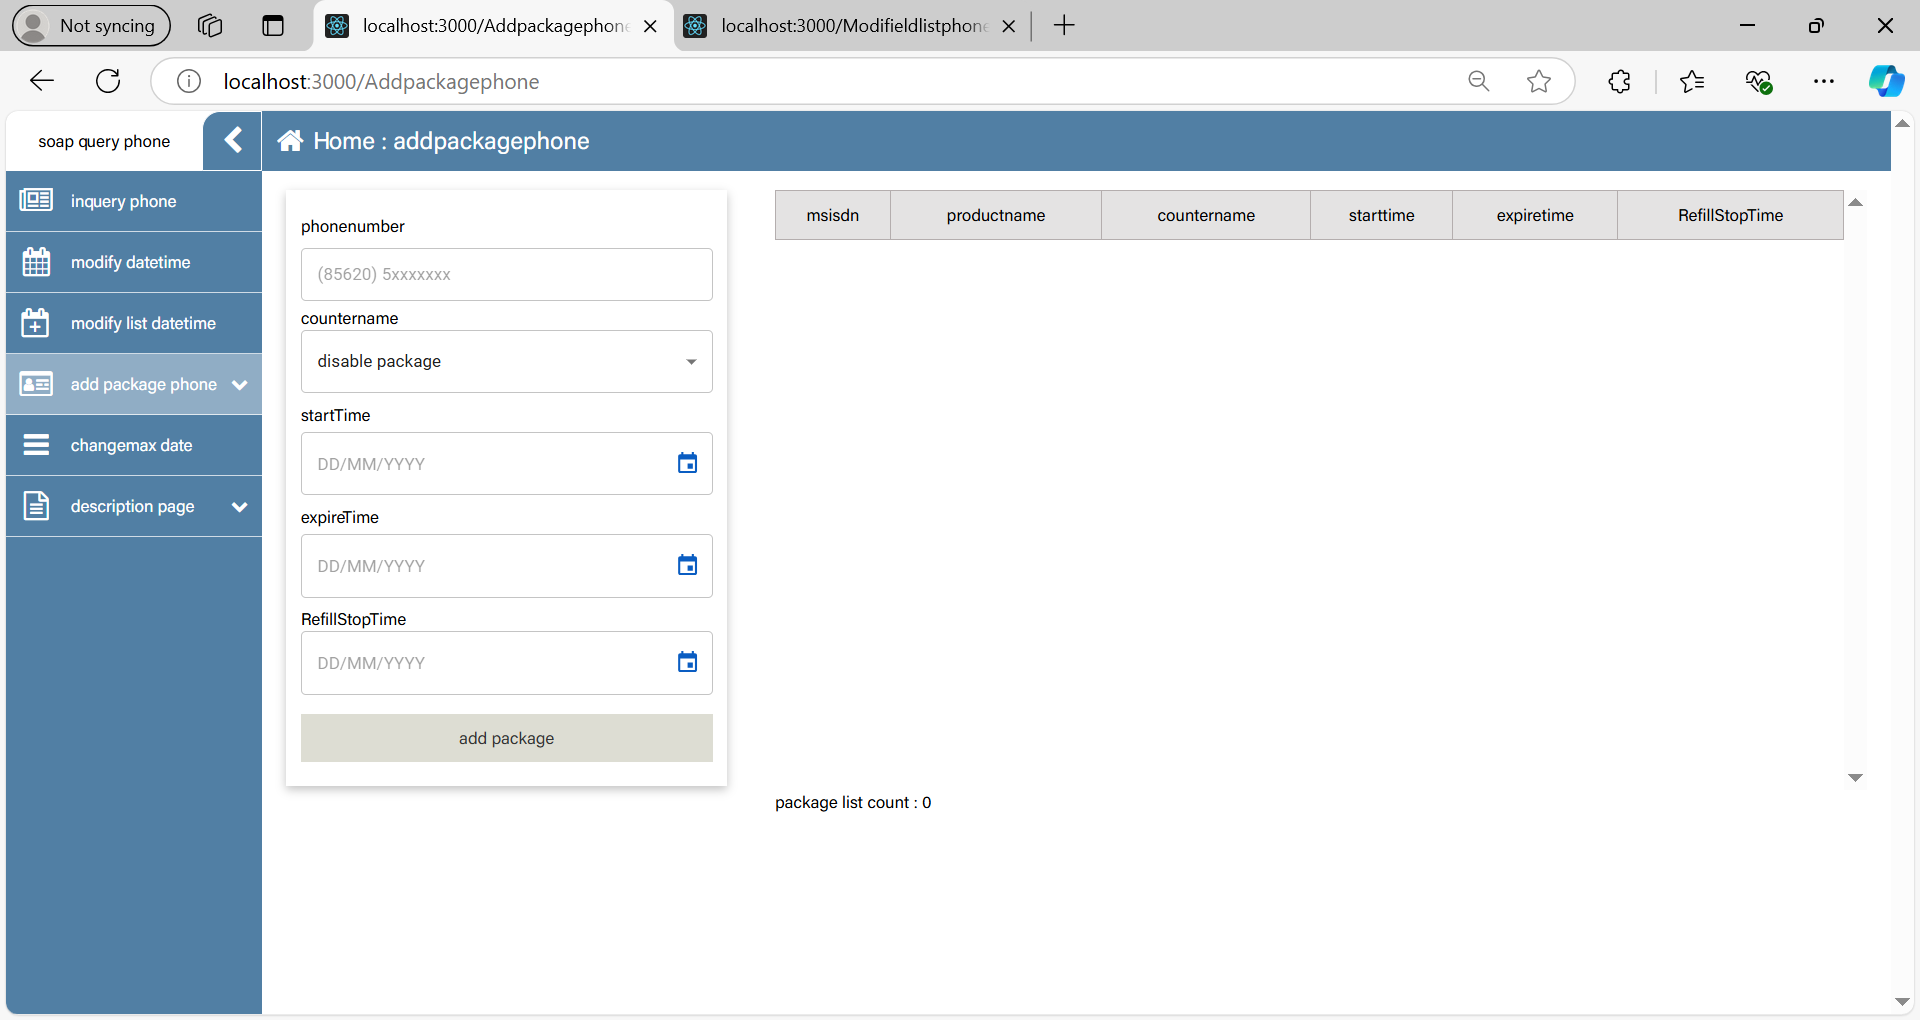 Not syncing
localhost:3000/Addpackagephone
localhost:3000/Modifieldlistphone
localhost:3000/Addpackagephone
soap query phone
Home : addpackagephone
inquery phone
modify datetime
modify list datetime
add package phone
changemax date
description page
phonenumber
(85620) 5xxxxxxx
countername
disable package
startTime
DD/MM/YYYY
expireTime
DD/MM/YYYY
RefillStopTime
DD/MM/YYYY
add package
msisdn productname countername starttime expiretime RefillStopTime
package list count : 0